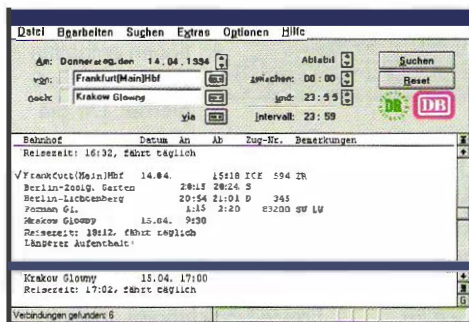 Datei Bearbeiten Suchen Extras Optionen Hilfe
Am: Donnerstag, den 14.04.1994 Abfahrt Suchen
von: Frankfurt(Main)Hbf zwischen: 00:00 Reset
nach: Krakow Glowny und: 23:59
via Intervall: 23:59
DR DB
Bahnhof Datum An Ab Zug-Nr. Bemerkungen
Reisezeit: 16:32, fährt täglich
√Frankfurt(Main)Hbf 14.04. 15:18 ICE 594 ZR
Berlin-Zoolg. Garten 20:15 20:24 S
Berlin-Lichtenberg 20:54 21:01 D 345
Poznan Gl. 1:15 2:20 83200 SW LW
Krakow Glowny 15.04. 9:30
Reisezeit: 18:12, fährt täglich
Längerer Aufenthalt:
Krakow Glowny 15.04. 17:00
Reisezeit: 17:02, fährt täglich
Verbindungen gefunden: 6